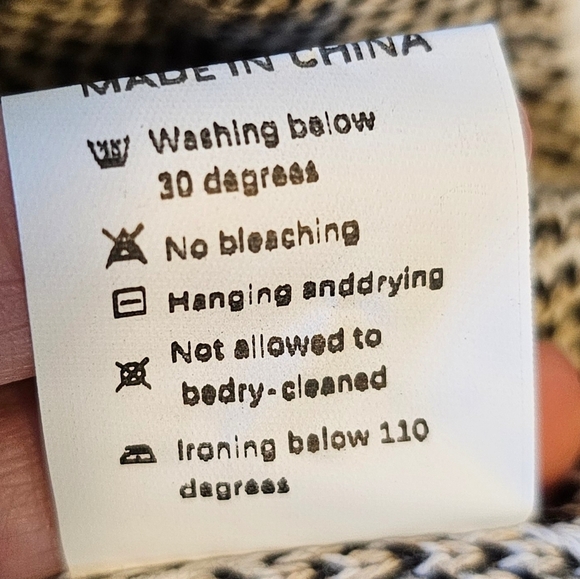 MADE IN CHINA
Washing below
30 degrees
No bleaching
Hanging anddrying
Not allowed to
bedry-cleaned
Ironing below 110
degrees